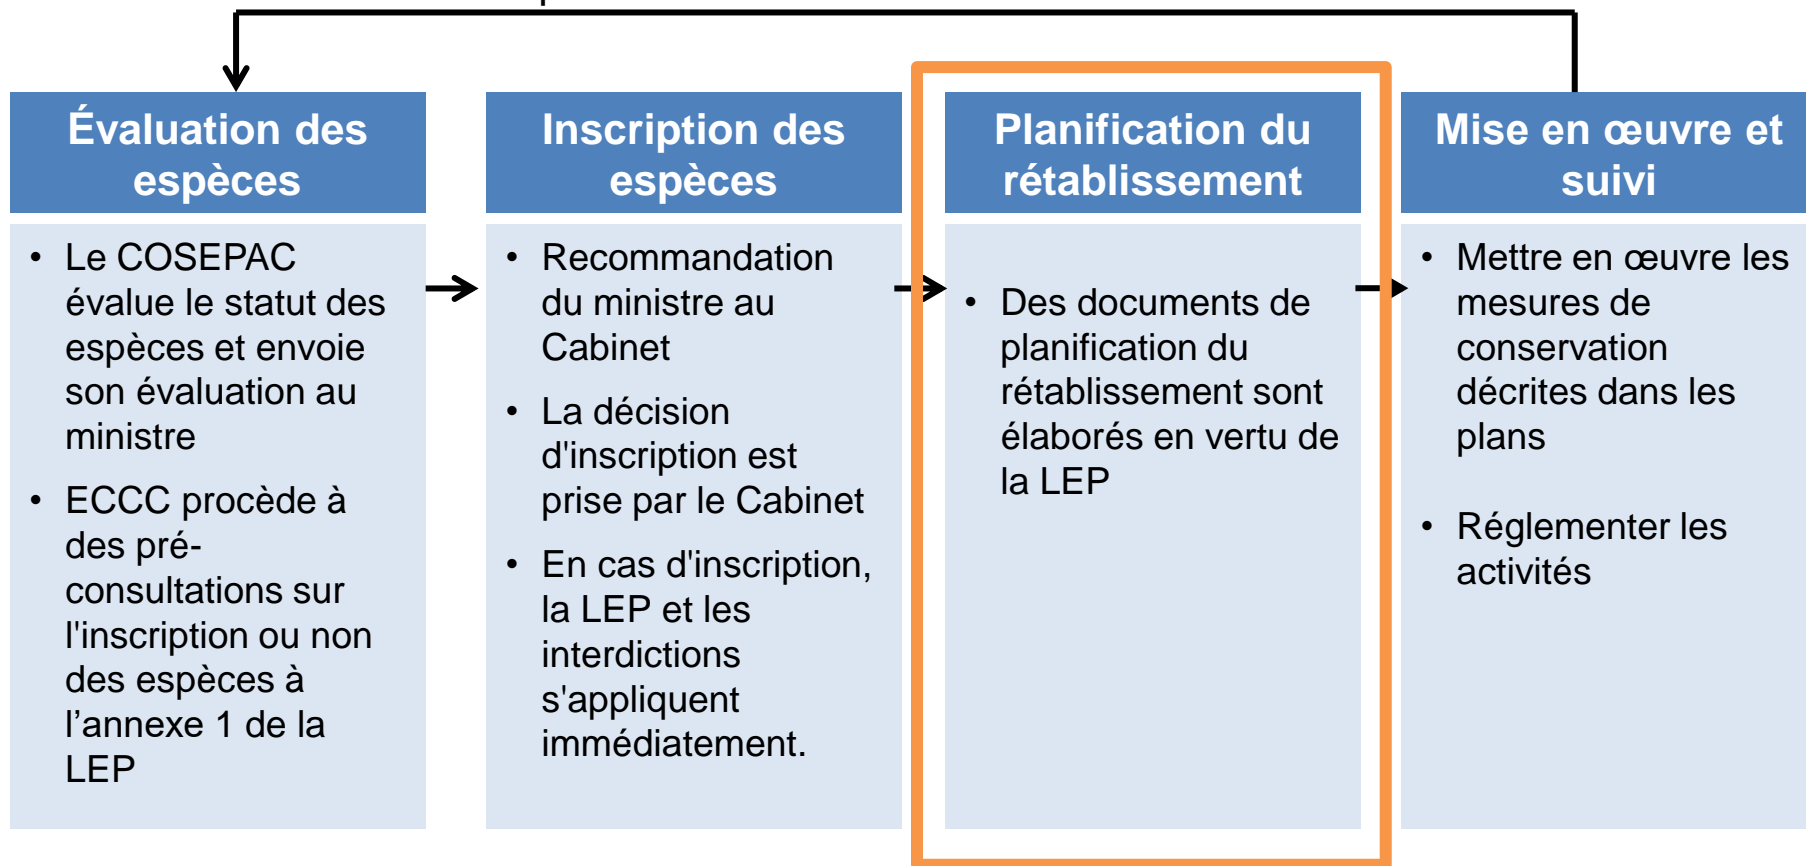 Évaluation des
espèces
• Le COSEPAC
évalue le statut des
espèces et envoie
son évaluation au
ministre
• ECCC procède à
des pré-
consultations sur
l'inscription ou non
des espèces à
l’annexe 1 de la
LEP
Inscription des
espèces
• Recommandation
du ministre au
Cabinet
• La décision
d'inscription est
prise par le Cabinet
• En cas d'inscription,
la LEP et les
interdictions
s'appliquent
immédiatement.
Planification du
rétablissement
• Des documents de
planification du
rétablissement sont
élaborés en vertu de
la LEP
Mise en œuvre et
suivi
• Mettre en œuvre les
mesures de
conservation
décrites dans les
plans
• Réglementer les
activités